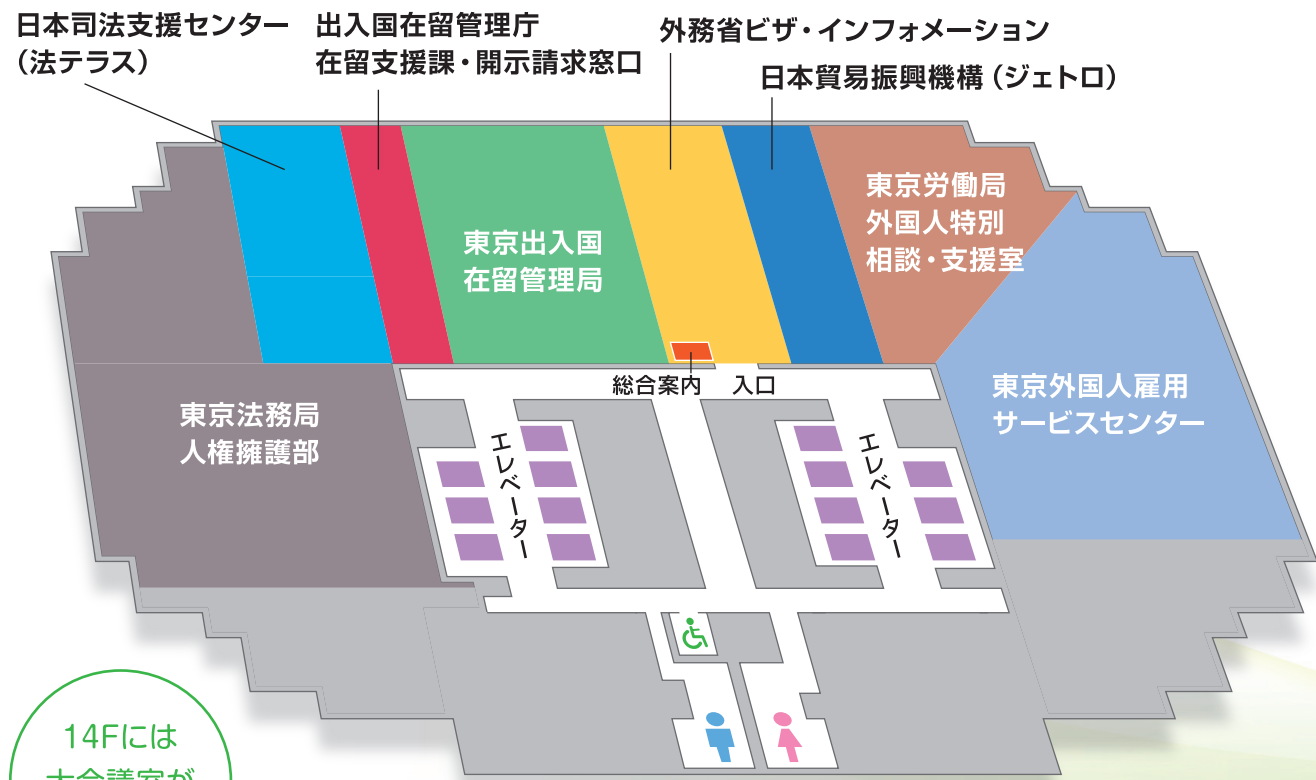 日本司法支援センター
（法テラス）
出入国在留管理庁
在留支援課・開示請求窓口
外務省ビザ・インフォメーション
日本貿易振興機構（ジェトロ）
東京労働局
外国人特別
相談・支援室
東京出入国
在留管理局
総合案内
入口
東京外国人雇用
サービスセンター
東京法務局
人権擁護部
エレベーター
エレベーター
14Fには
大会議室が